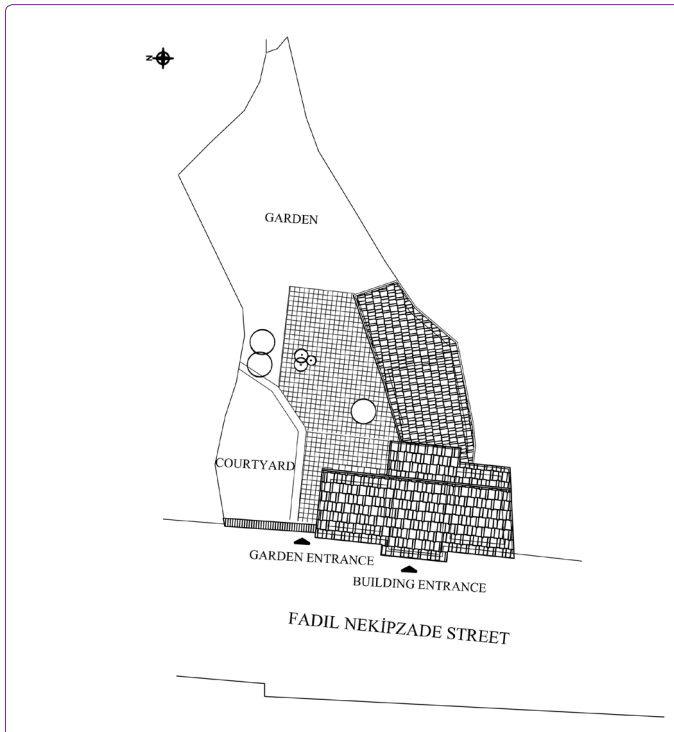 N
GARDEN
COURTYARD
GARDEN ENTRANCE
BUILDING ENTRANCE
FADIL NEKİPZADE STREET